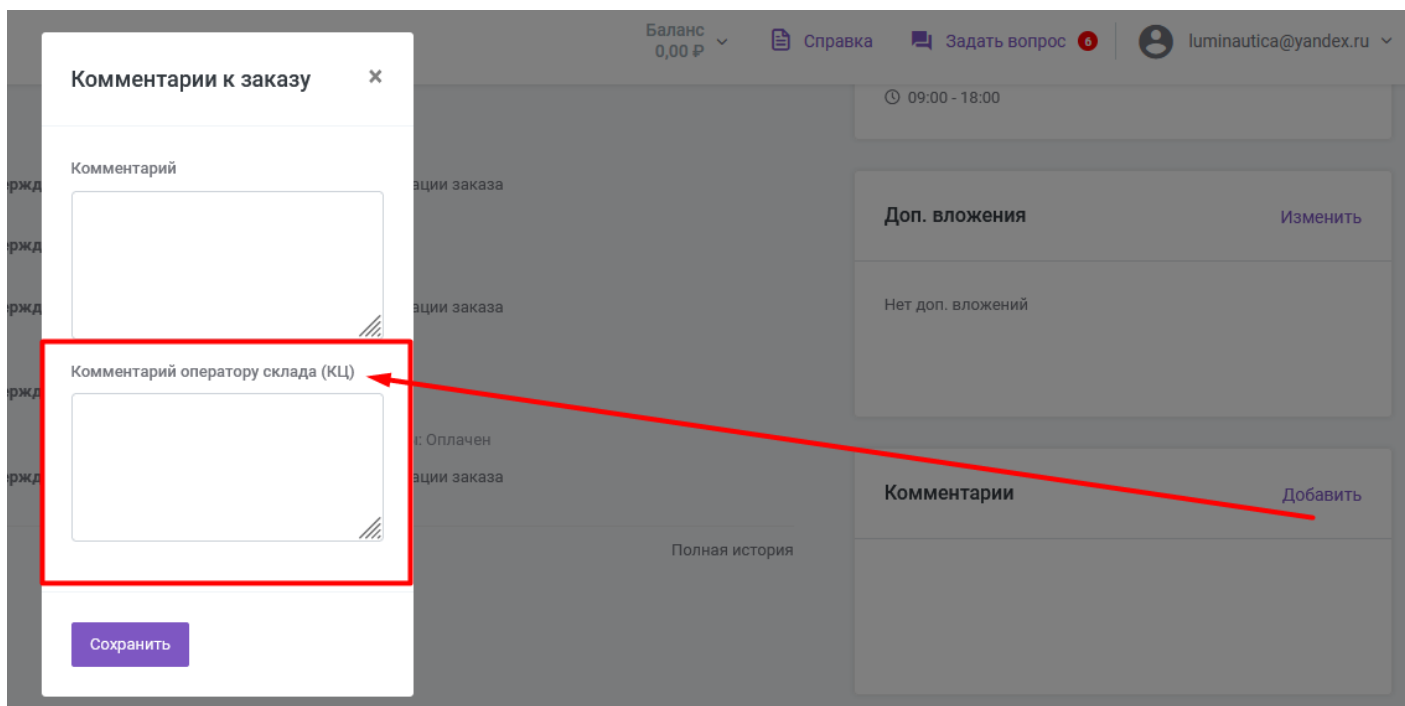 Баланс
0,00 ₽
Справка
Задать вопрос 6
luminautica@yandex.ru
Комментарии к заказу ×
09:00 - 18:00
Комментарий
ации заказа
Доп. вложения
Изменить
ации заказа
Нет доп. вложений
Комментарий оператору склада (КЦ)
: Оплачен
ации заказа
Комментарии
Добавить
Полная история
Сохранить